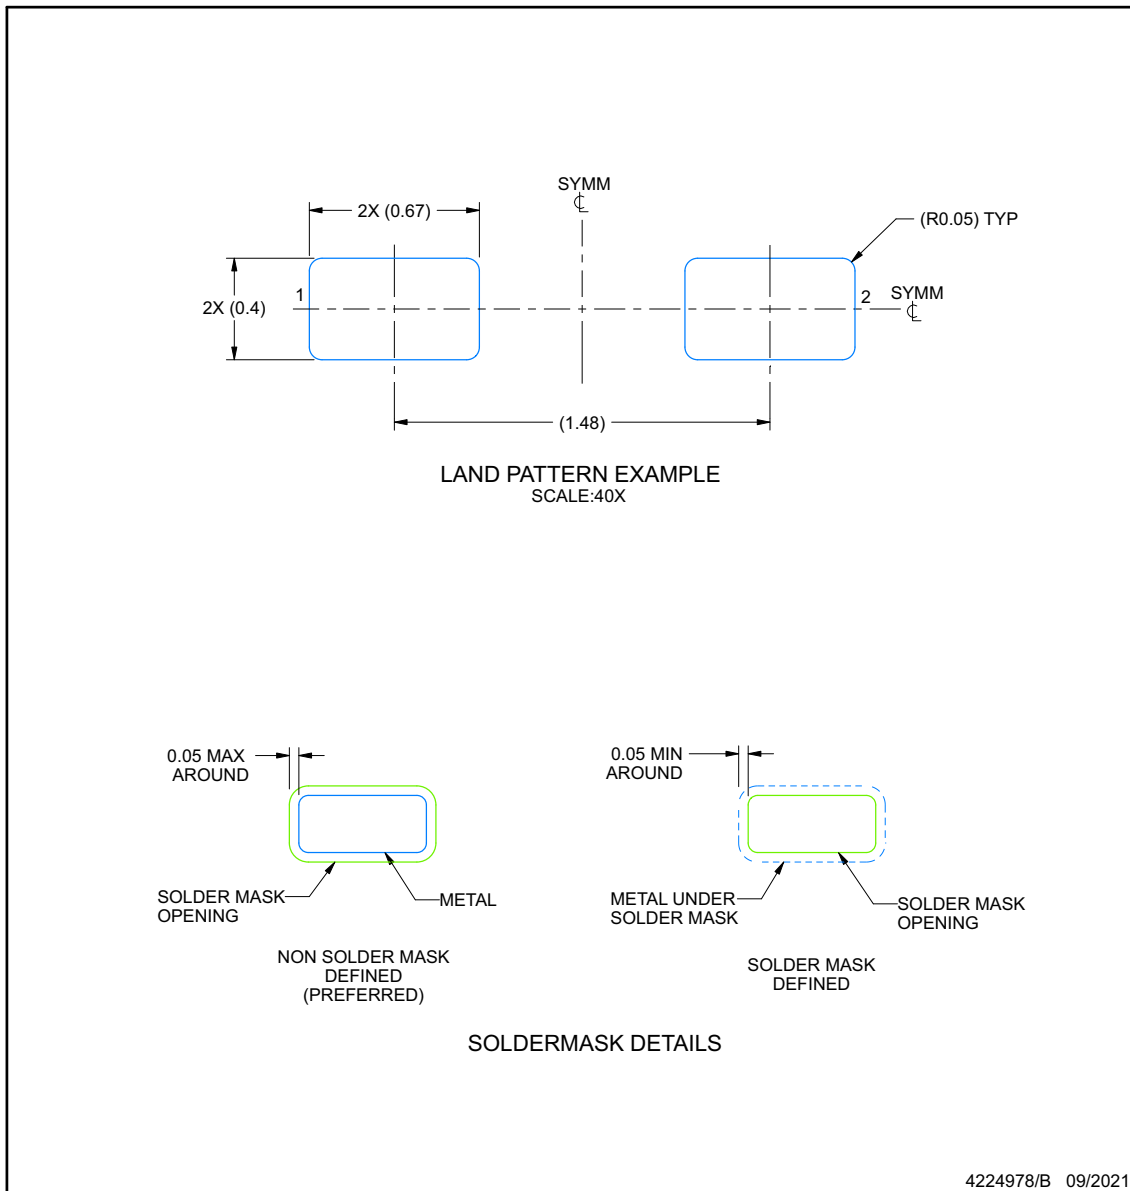 SYMM
℄
2X (0.67)
(R0.05) TYP
1
2
SYMM
℄
2X (0.4)
(1.48)
LAND PATTERN EXAMPLE
SCALE:40X
0.05 MAX
AROUND
0.05 MIN
AROUND
SOLDER MASK
OPENING
METAL
METAL UNDER
SOLDER MASK
SOLDER MASK
OPENING
NON SOLDER MASK
DEFINED
(PREFERRED)
SOLDER MASK
DEFINED
SOLDERMASK DETAILS
4224978/B 09/2021